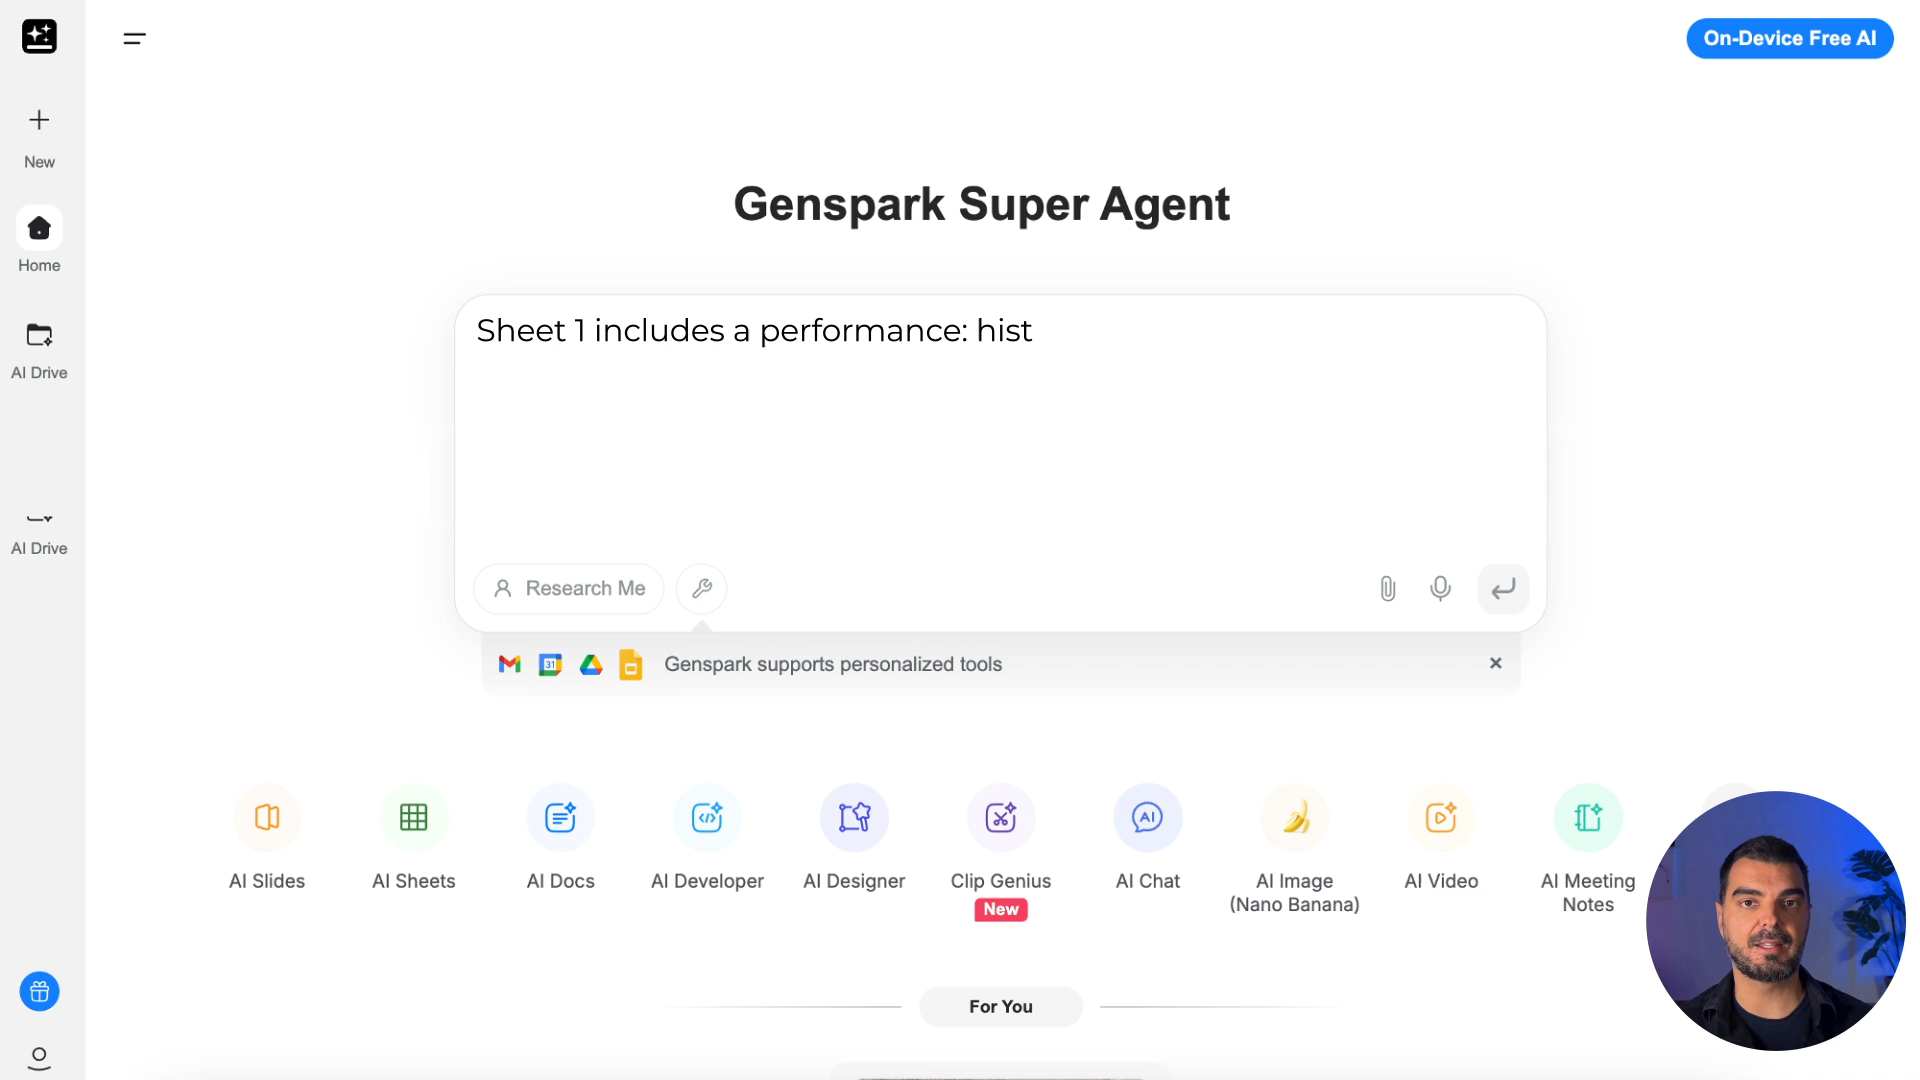 On-Device Free AI
New
Home
AI Drive
AI Drive
Genspark Super Agent
Sheet 1 includes a performance: hist
Research Me
31
Genspark supports personalized tools
AI Slides
AI Sheets
AI Docs
AI Developer
AI Designer
Clip Genius
New
AI
AI Chat
AI Image
(Nano Banana)
AI Video
AI Meeting
Notes
For You